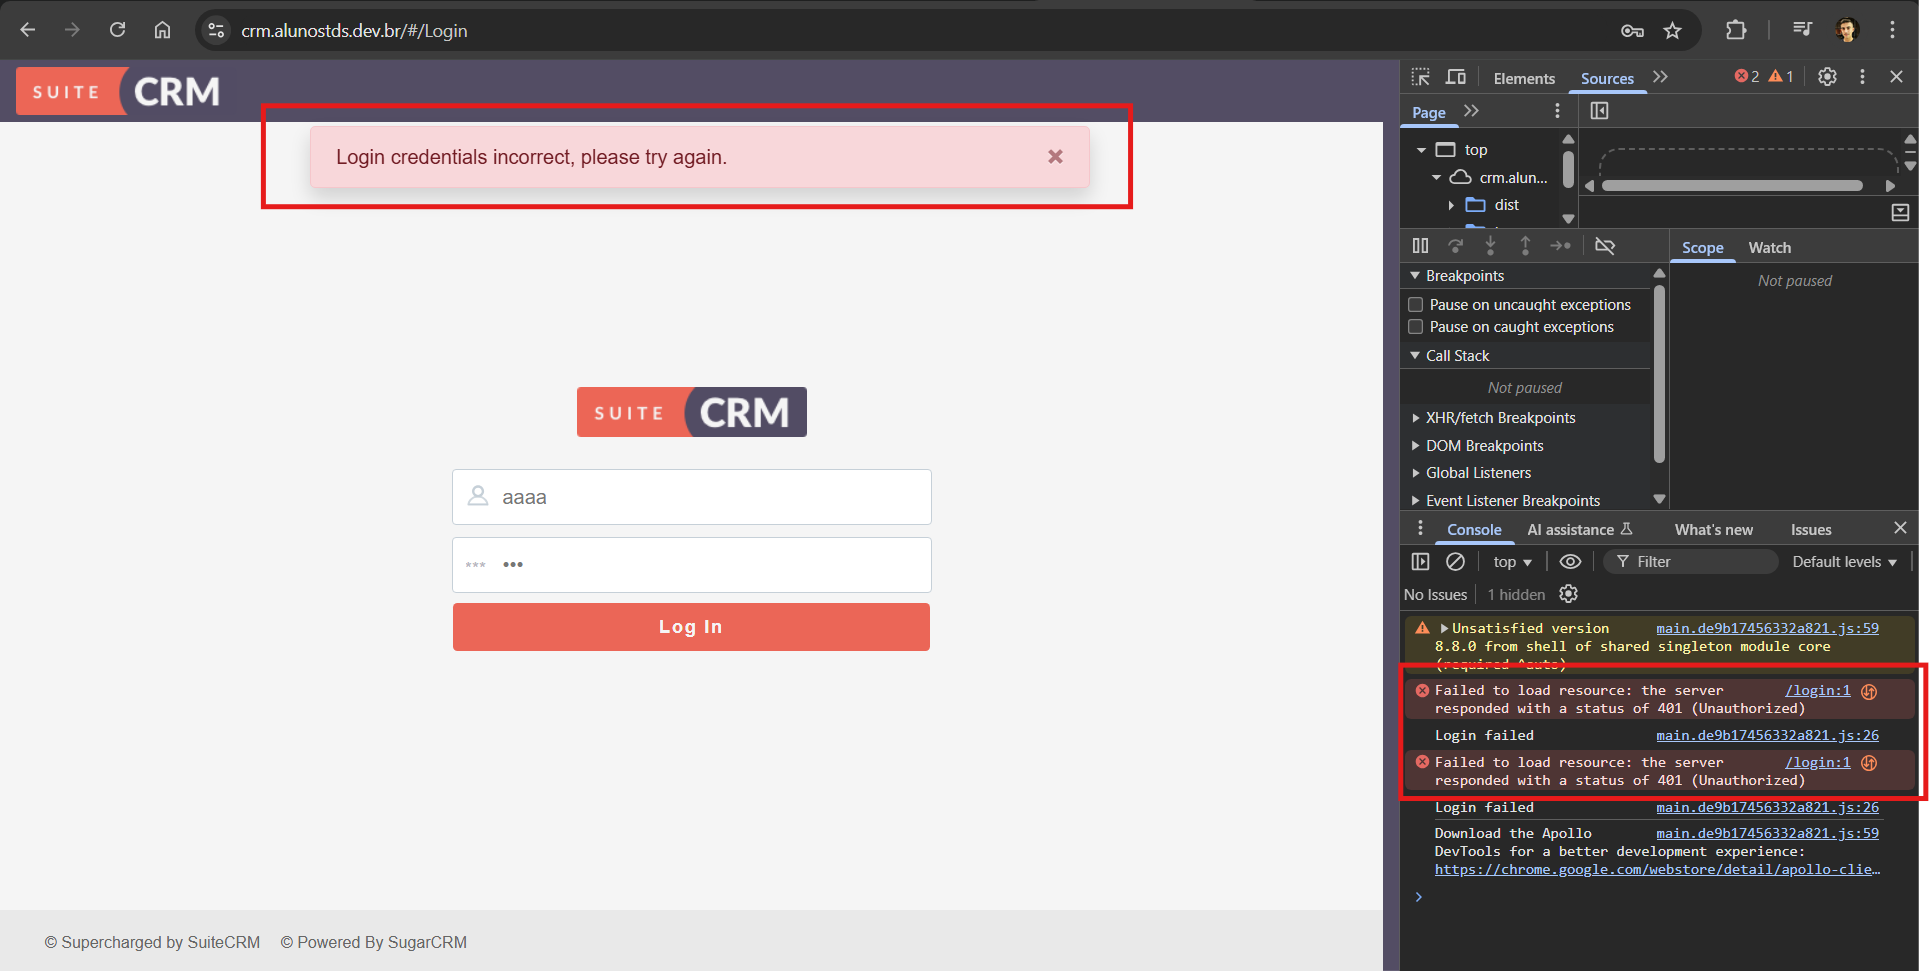 crm.alunostds.dev.br/#/Login
SUITE CRM
Login credentials incorrect, please try again.
SUITE CRM
aaaa
*** •••
Log In
© Supercharged by SuiteCRM © Powered By SugarCRM
Elements Sources 2 1
Page
top
crm.alun...
dist
Scope Watch
Breakpoints
Not paused
Pause on uncaught exceptions
Pause on caught exceptions
Call Stack
Not paused
XHR/fetch Breakpoints
DOM Breakpoints
Global Listeners
Event Listener Breakpoints
Console AI assistance What's new Issues
top Filter Default levels
No Issues 1 hidden
Unsatisfied version main.de9b17456332a821.js:59
8.8.0 from shell of shared singleton module core
(required ^auto)
Failed to load resource: the server /login:1
responded with a status of 401 (Unauthorized)
Login failed main.de9b17456332a821.js:26
Failed to load resource: the server /login:1
responded with a status of 401 (Unauthorized)
Login failed main.de9b17456332a821.js:26
Download the Apollo main.de9b17456332a821.js:59
DevTools for a better development experience:
https://chrome.google.com/webstore/detail/apollo-clie…